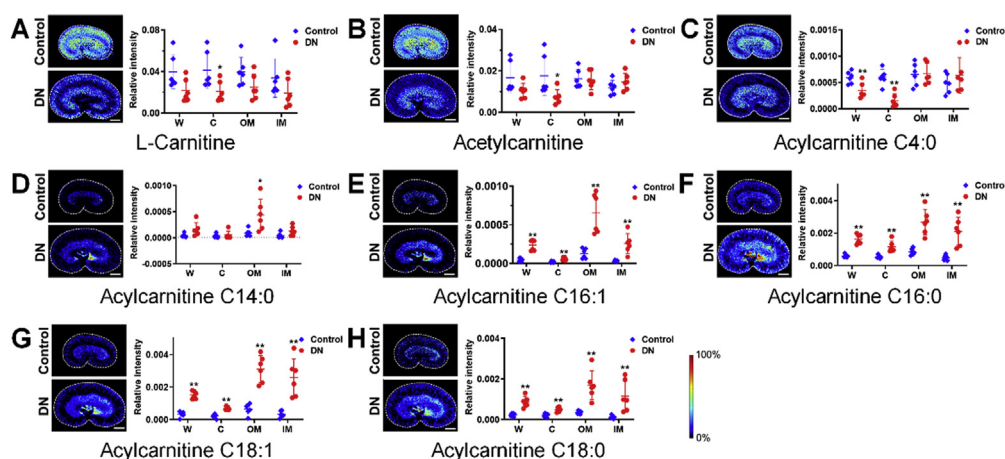 A
Control
DN
Relative intensity
0.08
0.04
0.00
*
W C OM IM
Control
DN
L-Carnitine
B
Control
DN
Relative intensity
0.04
0.02
0.00
*
W C OM IM
Control
DN
Acetylcarnitine
C
Control
DN
Relative intensity
0.0015
0.0010
0.0005
0.0000
** **
W C OM IM
Control
DN
Acylcarnitine C4:0
D
Control
DN
Relative intensity
0.0010
0.0005
0.0000
-0.0005
*
W C OM IM
Control
DN
Acylcarnitine C14:0
E
Control
DN
Relative intensity
0.0010
0.0005
0.0000
** ** ** **
W C OM IM
Control
DN
Acylcarnitine C16:1
F
Control
DN
Relative intensity
0.004
0.002
0.000
** ** ** **
W C OM IM
Control
DN
Acylcarnitine C16:0
G
Control
DN
Relative intensity
0.004
0.002
0.000
** ** ** **
W C OM IM
Control
DN
Acylcarnitine C18:1
H
Control
DN
Relative intensity
0.004
0.002
0.000
** ** ** **
W C OM IM
Control
DN
Acylcarnitine C18:0
100%
0%